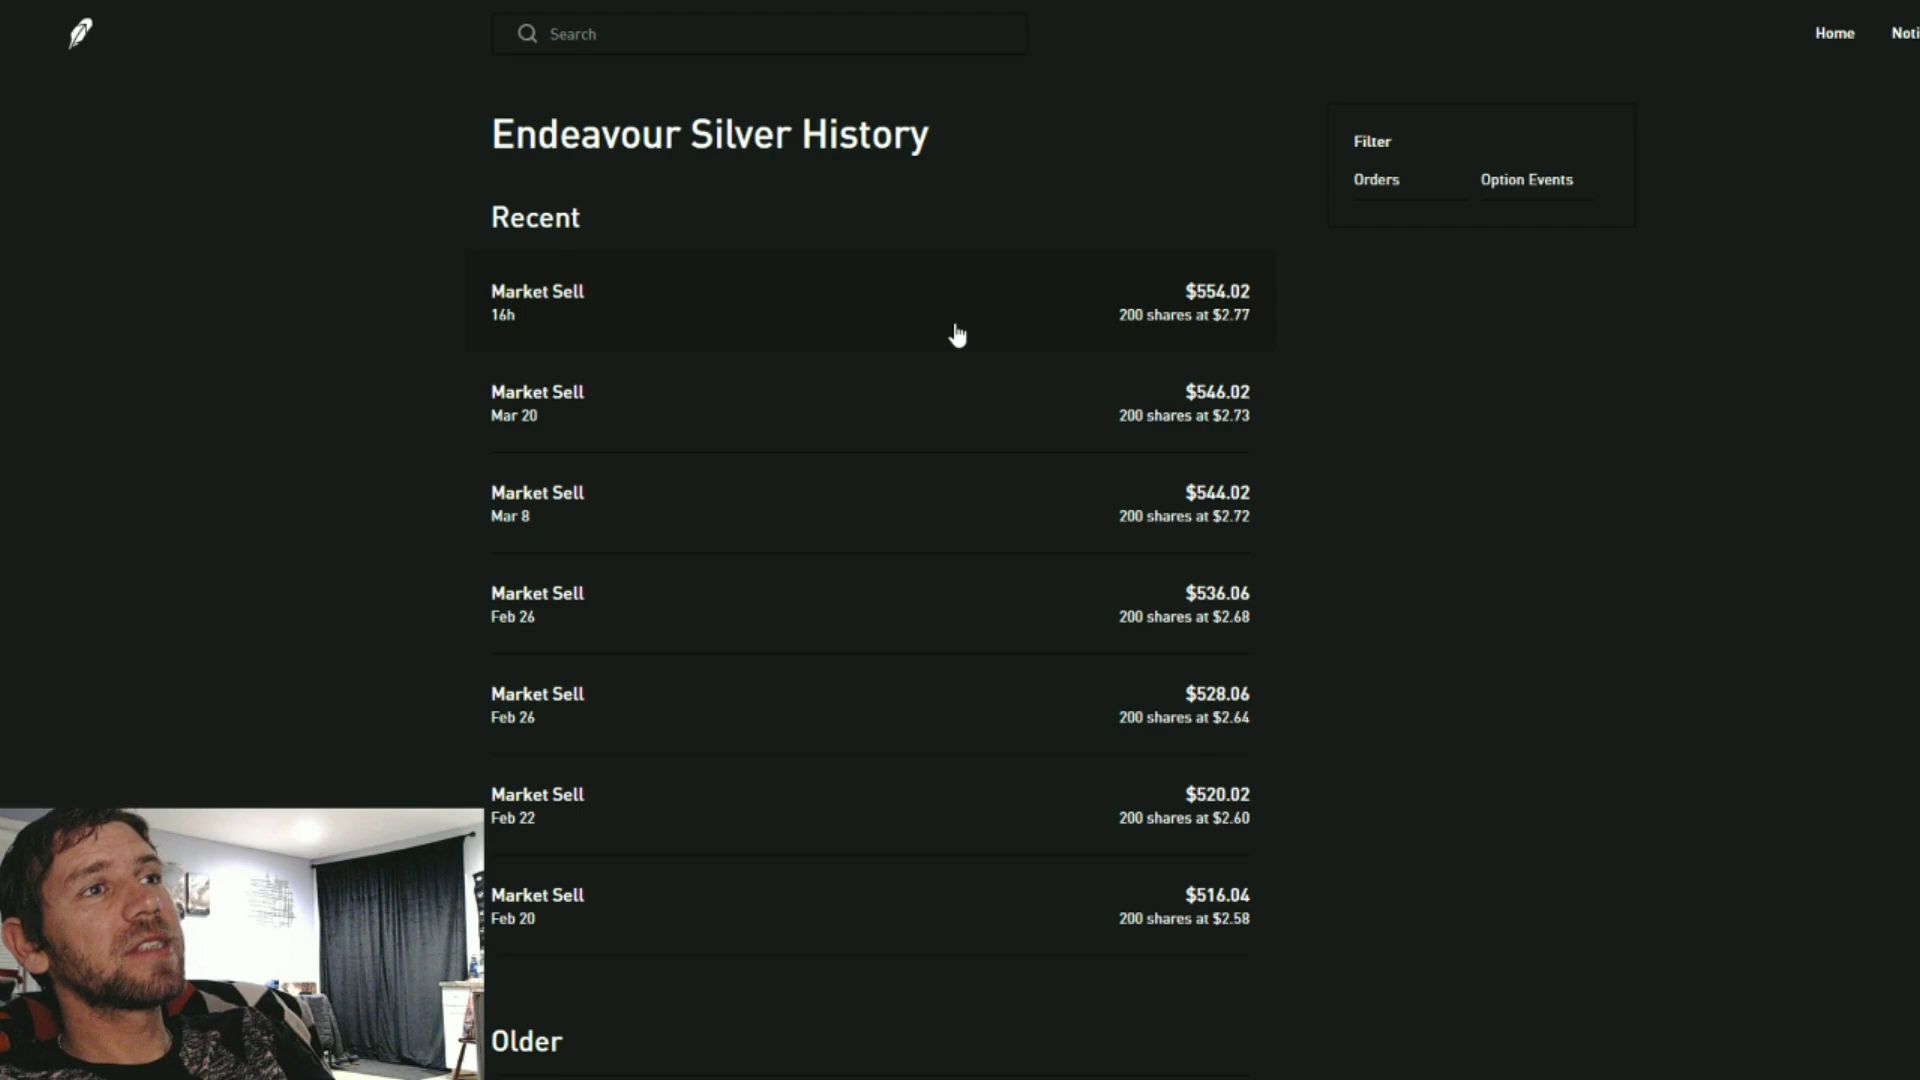 Search
Home
Noti
Endeavour Silver History
Filter
Orders
Option Events
Recent
Market Sell
$554.02
16h
200 shares at $2.77
Market Sell
$546.02
Mar 20
200 shares at $2.73
Market Sell
$544.02
Mar 8
200 shares at $2.72
Market Sell
$536.06
Feb 26
200 shares at $2.68
Market Sell
$528.06
Feb 26
200 shares at $2.64
Market Sell
$520.02
Feb 22
200 shares at $2.60
Market Sell
$516.04
Feb 20
200 shares at $2.58
Older